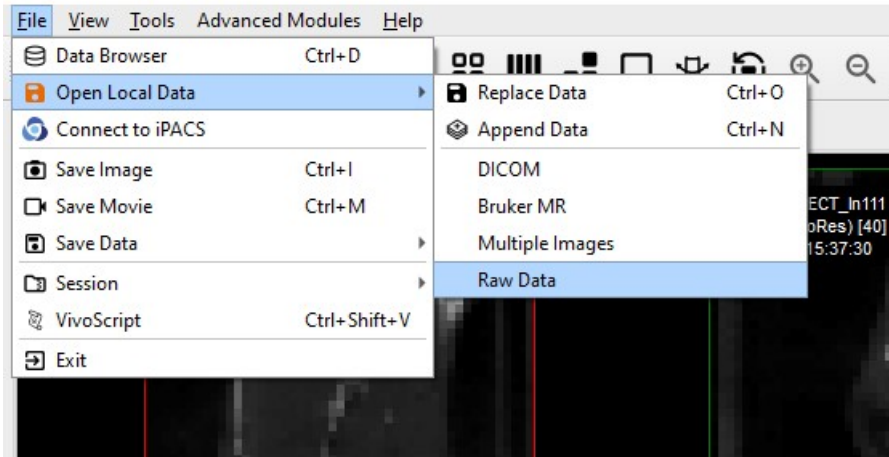 File View Tools Advanced Modules Help
Data Browser Ctrl+D
Open Local Data
Connect to iPACS
Save Image Ctrl+I
Save Movie Ctrl+M
Save Data
Session
VivoScript Ctrl+Shift+V
Exit
Replace Data Ctrl+O
Append Data Ctrl+N
DICOM
Bruker MR
Multiple Images
Raw Data
ECT_In111
Res) [40]
15:37:30